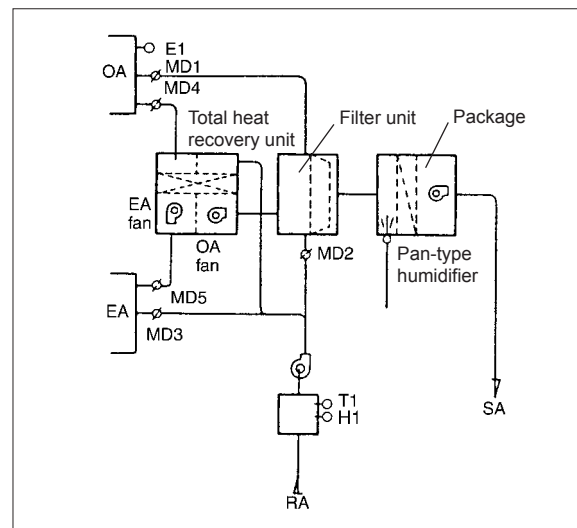 E1
OA
MD1
MD4
Total heat
recovery unit
Filter unit
Package
EA
fan
OA
fan
MD2
Pan-type
humidifier
MD5
EA
MD3
T1
H1
SA
RA